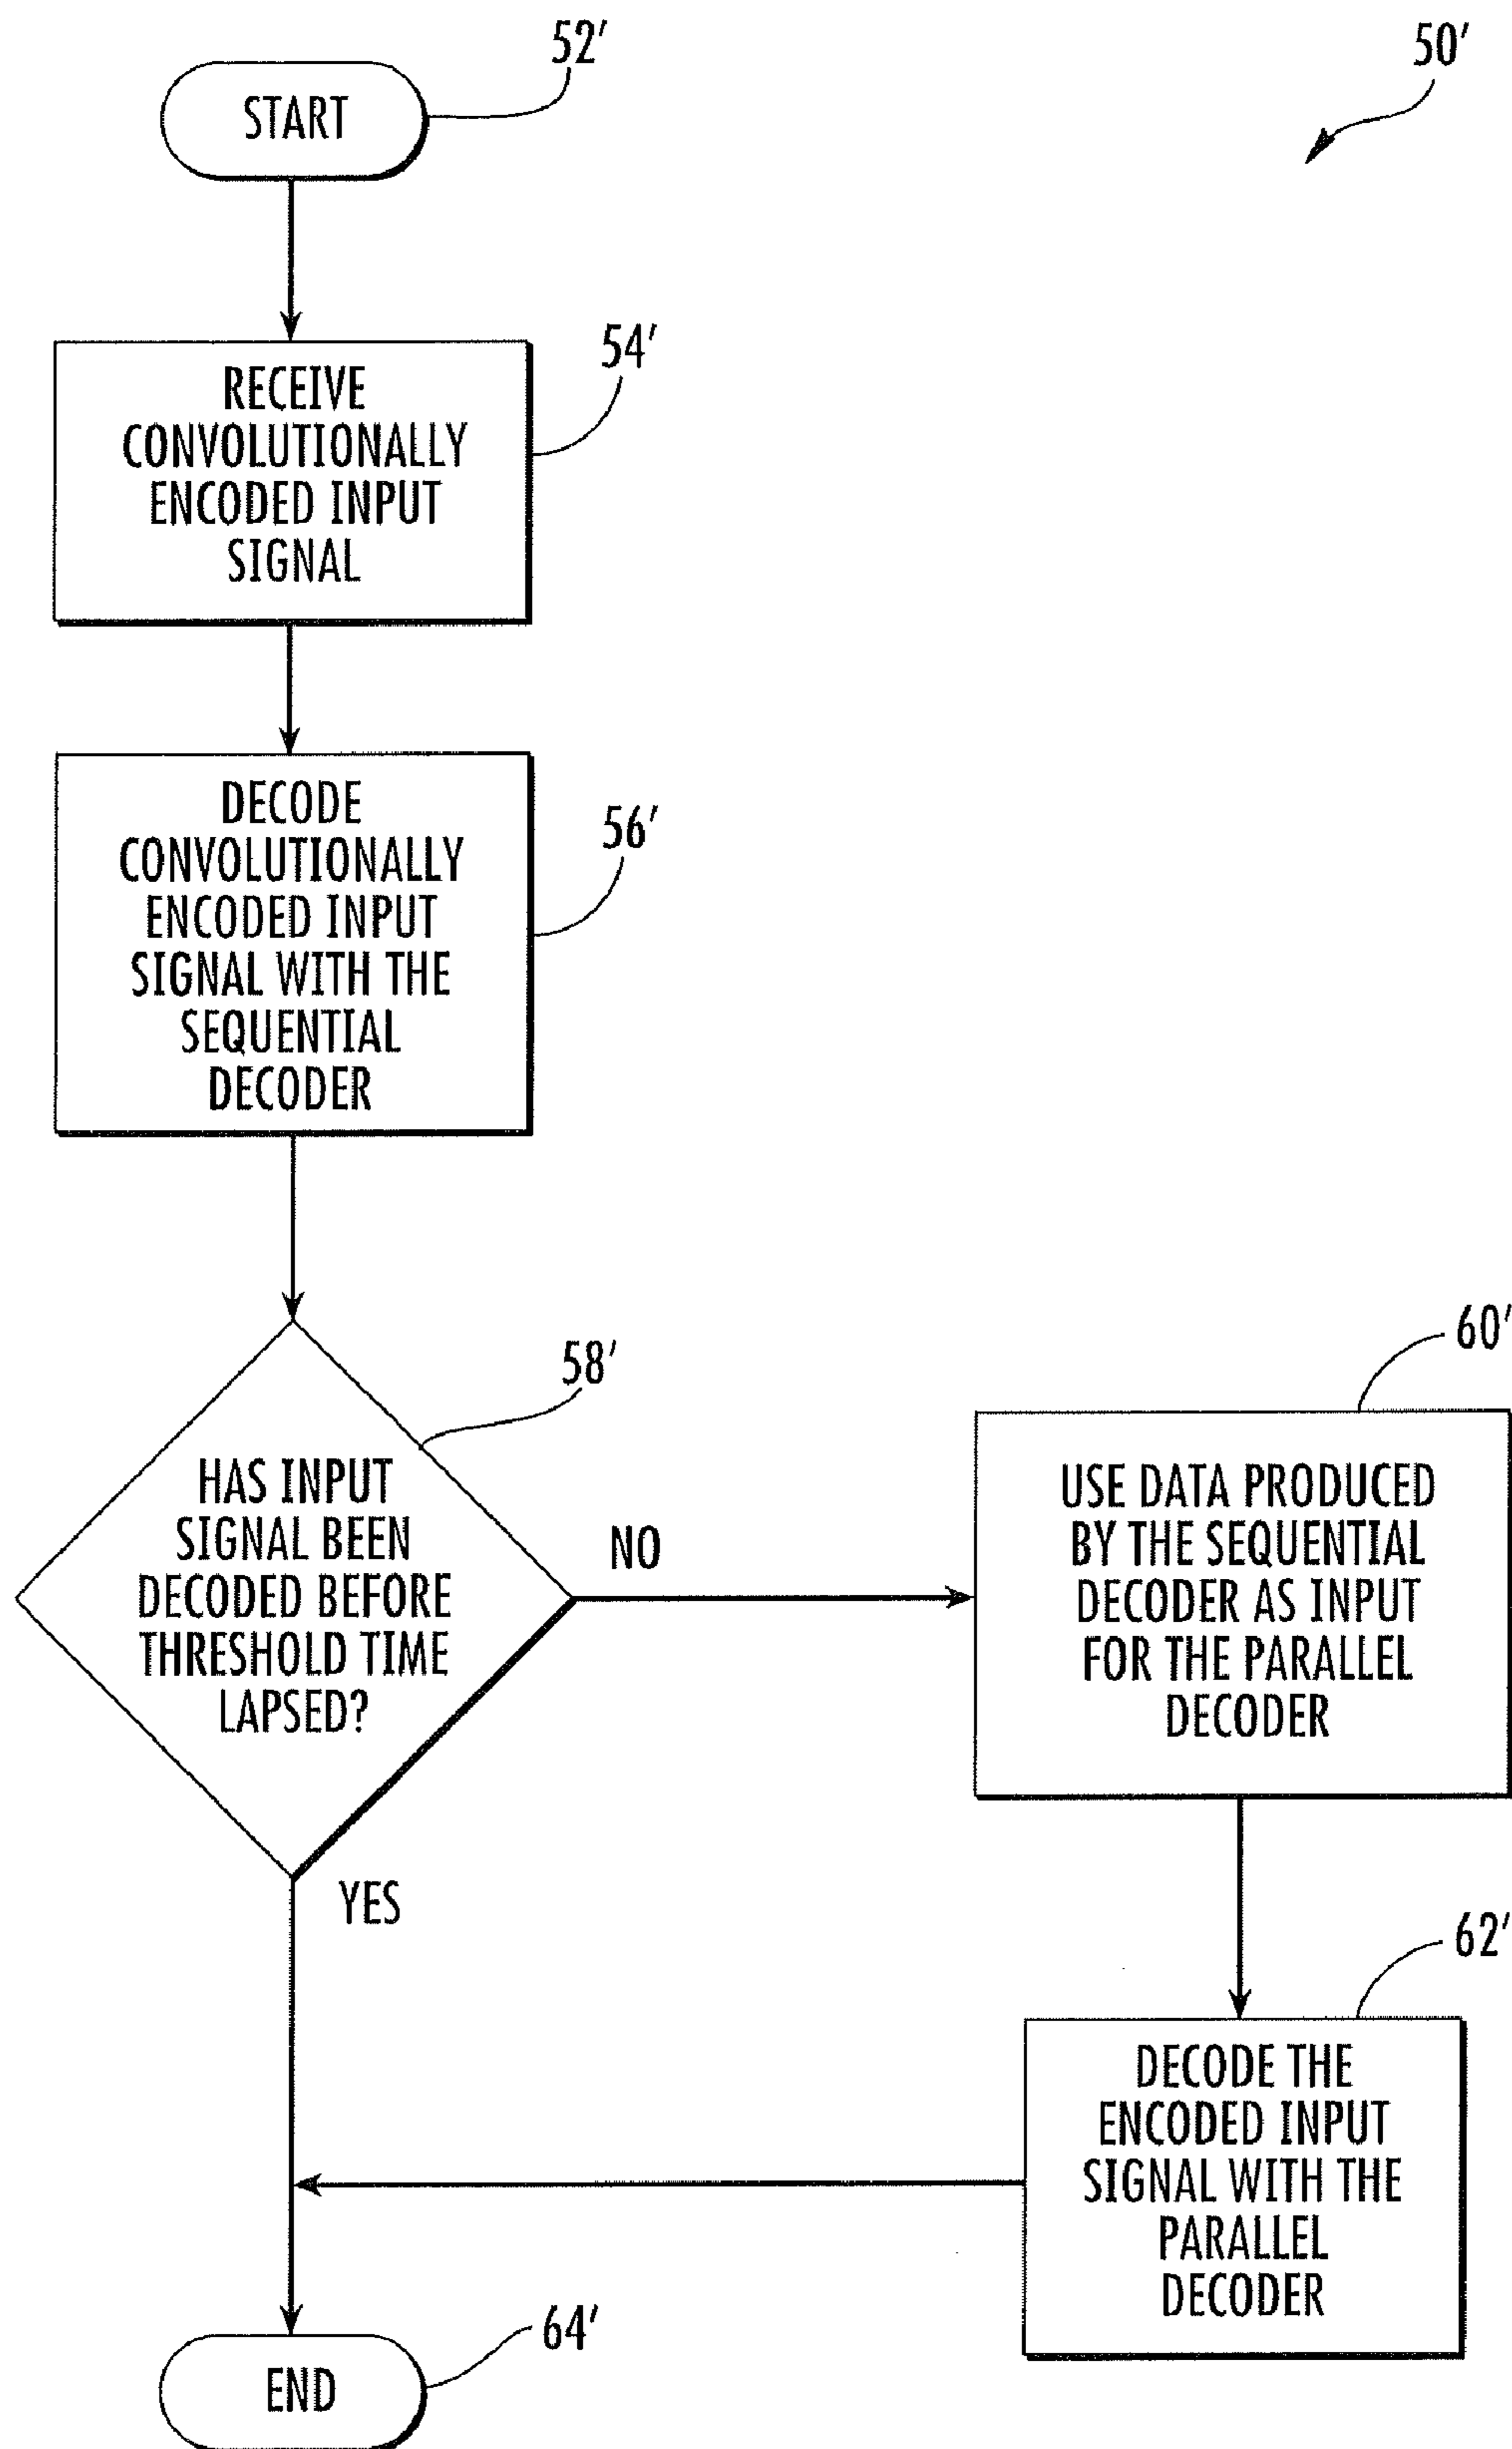 52'
50'
START
54'
RECEIVE
CONVOLUTIONALLY
ENCODED INPUT
SIGNAL
56'
DECODE
CONVOLUTIONALLY
ENCODED INPUT
SIGNAL WITH THE
SEQUENTIAL
DECODER
58'
HAS INPUT
SIGNAL BEEN
DECODED BEFORE
THRESHOLD TIME
LAPSED?
NO
YES
60'
USE DATA PRODUCED
BY THE SEQUENTIAL
DECODER AS INPUT
FOR THE PARALLEL
DECODER
62'
DECODE THE
ENCODED INPUT
SIGNAL WITH THE
PARALLEL
DECODER
64'
END